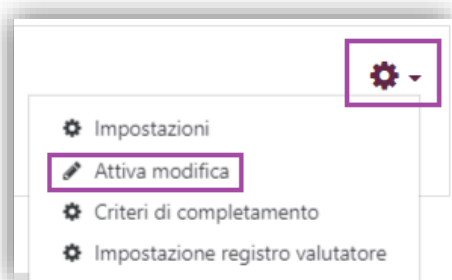 Impostazioni
Attiva modifica
Criteri di completamento
Impostazione registro valutatore